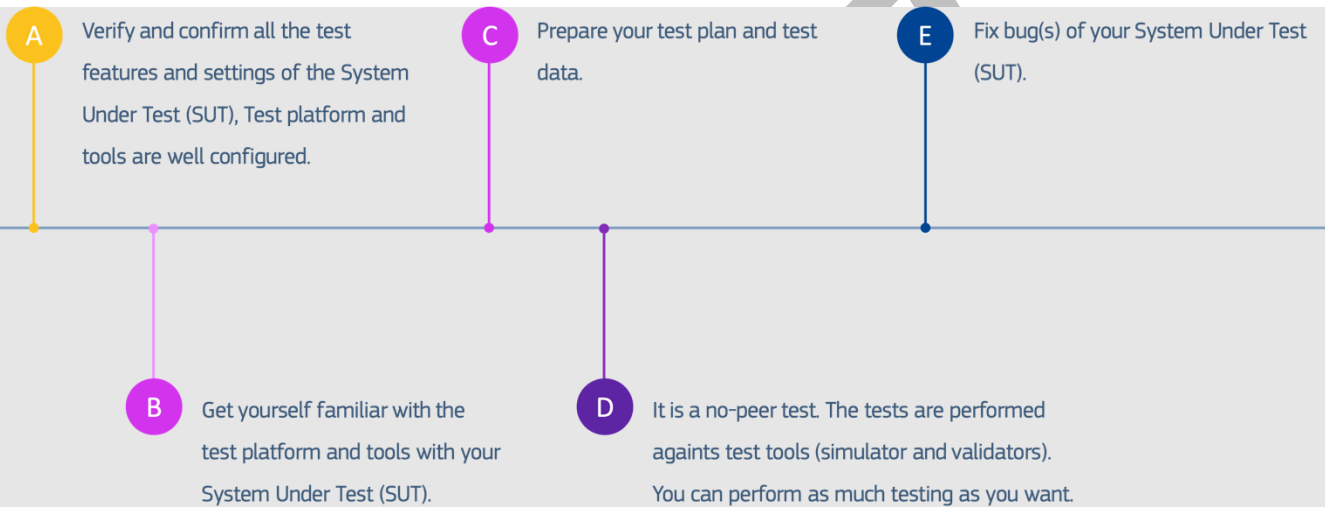 A
Verify and confirm all the test
features and settings of the System
Under Test (SUT), Test platform and
tools are well configured.
B
Get yourself familiar with the
test platform and tools with your
System Under Test (SUT).
C
Prepare your test plan and test
data.
D
It is a no-peer test. The tests are performed
againts test tools (simulator and validators).
You can perform as much testing as you want.
E
Fix bug(s) of your System Under Test
(SUT).